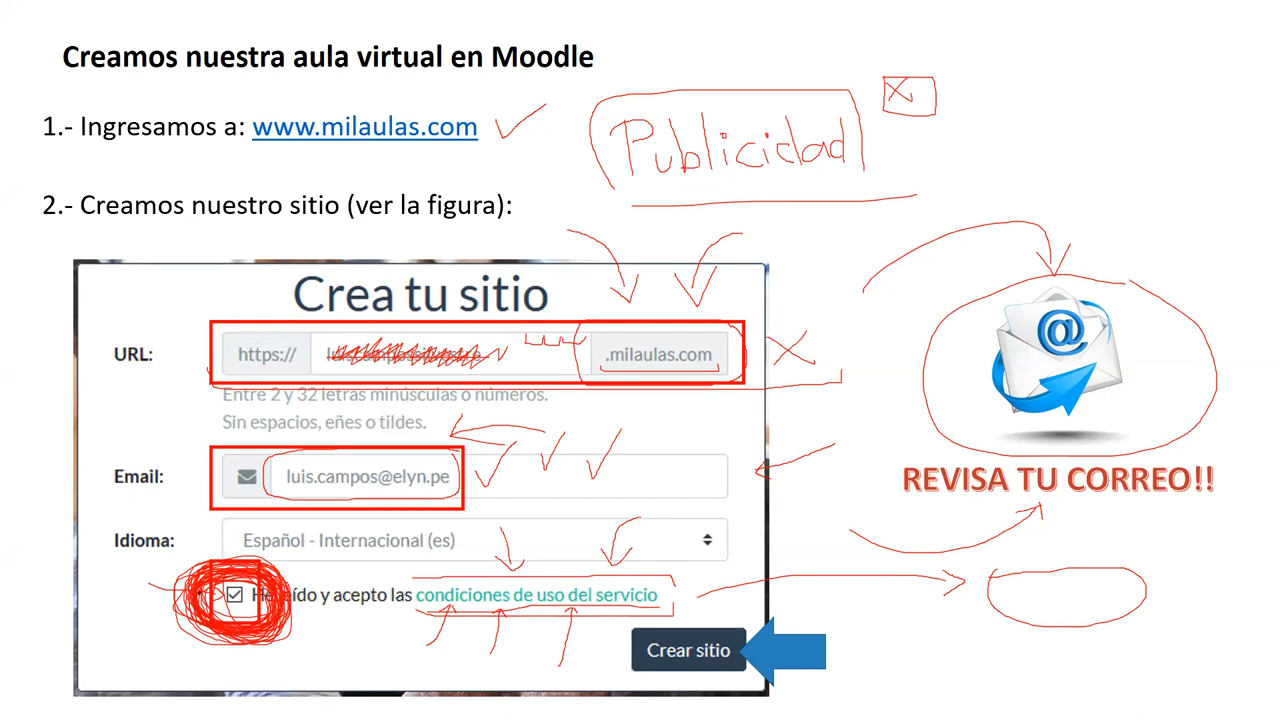 Creamos nuestra aula virtual en Moodle
1.- Ingresamos a: www.milaulas.com
Publicidad
2.- Creamos nuestro sitio (ver la figura):
Crea tu sitio
URL: https:// .milaulas.com
Entre 2 y 32 letras minúsculas o números.
Sin espacios, eñes o tildes.
Email: luis.campos@elyn.pe
REVISA TU CORREO!!
Idioma: Español - Internacional (es)
He leído y acepto las condiciones de uso del servicio
Crear sitio